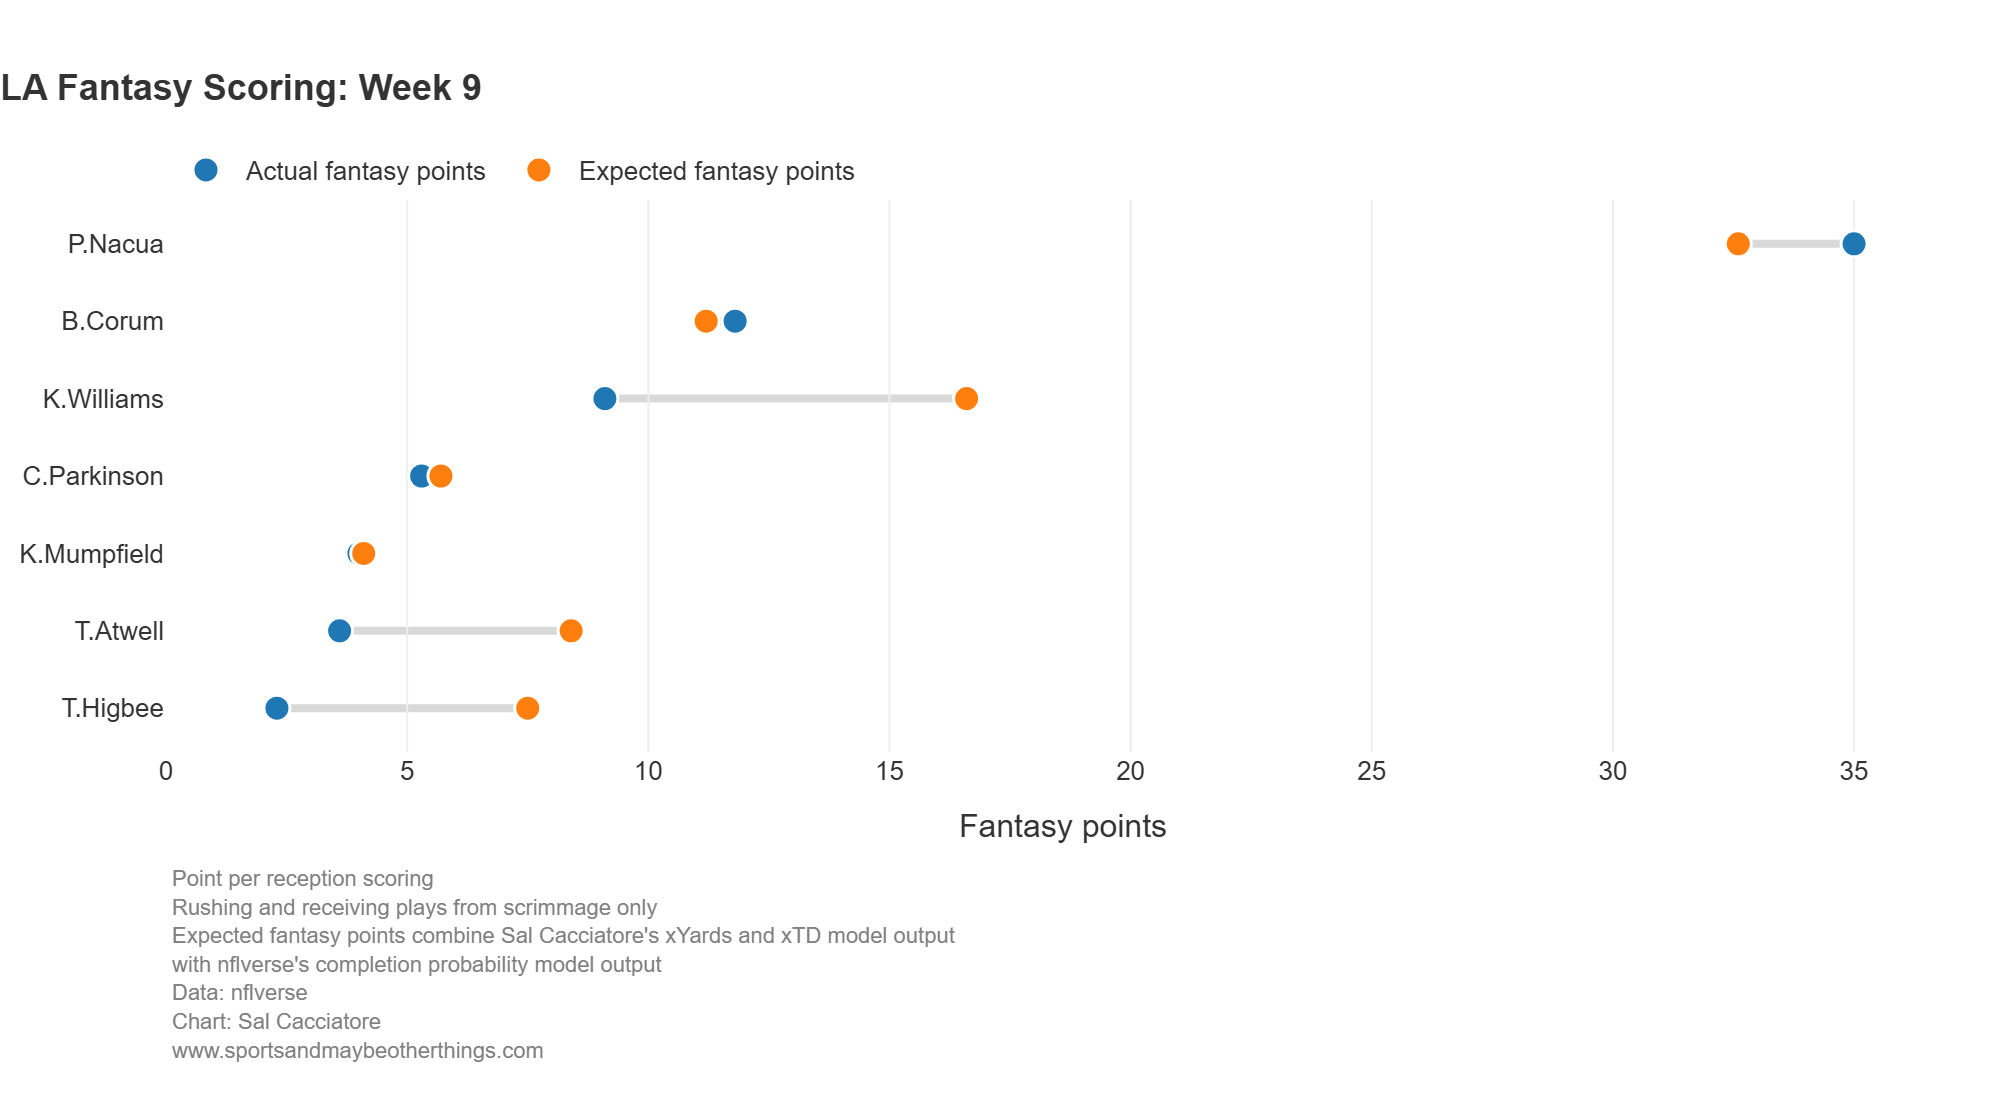 LA Fantasy Scoring: Week 9
Actual fantasy points
Expected fantasy points
P.Nacua
B.Corum
K.Williams
C.Parkinson
K.Mumpfield
T.Atwell
T.Higbee
0 5 10 15 20 25 30 35
Fantasy points
Point per reception scoring
Rushing and receiving plays from scrimmage only
Expected fantasy points combine Sal Cacciatore's xYards and xTD model output
with nflverse's completion probability model output
Data: nflverse
Chart: Sal Cacciatore
www.sportsandmaybeotherthings.com